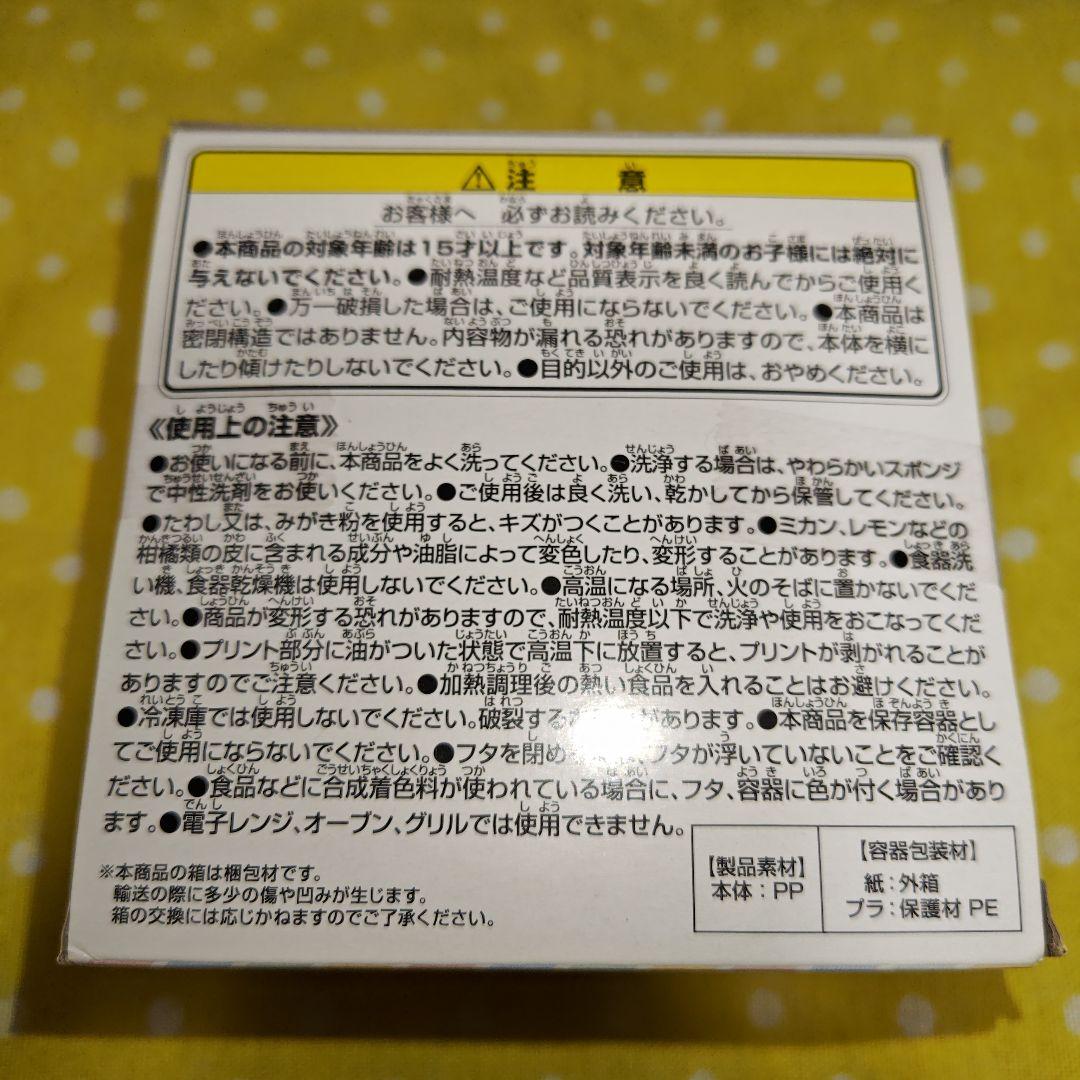 ⚠注意
お客様へ 必ずお読みください。
●本商品の対象年齢は15才以上です。対象年齢未満のお子様には絶対に
与えないでください。●耐熱温度など品質表示を良く読んでからご使用く
ださい。●万一破損した場合は、ご使用にならないでください。●本商品は
密閉構造ではありません。内容物が漏れる恐れがありますので、本体を横に
したり傾けたりしないでください。●目的以外のご使用は、おやめください。
《使用上の注意》
●お使いになる前に、本商品をよく洗ってください。●洗浄する場合は、やわらかいスポンジ
で中性洗剤をお使いください。●ご使用後は良く洗い、乾かしてから保管してください。
●たわし又は、みがき粉を使用すると、キズがつくことがあります。●ミカン、レモンなどの
柑橘類の皮に含まれる成分や油脂によって変色したり、変形することがあります。●食器洗
い機、食器乾燥機は使用しないでください。●高温になる場所、火のそばに置かないでくだ
さい。●商品が変形する恐れがありますので、耐熱温度以下で洗浄や使用をおこなってくだ
さい。●プリント部分に油がついた状態で高温下に放置すると、プリントが剥がれることが
ありますのでご注意ください。●加熱調理後の熱い食品を入れることはお避けください。
●冷凍庫では使用しないでください。破裂する があります。●本商品を保存容器とし
てご使用にならないでください。●フタを閉め フタが浮いていないことをご確認く
ださい。●食品などに合成着色料が使われている場合に、フタ、容器に色が付く場合があり
ます。●電子レンジ、オーブン、グリルでは使用できません。
※本商品の箱は梱包材です。
輸送の際に多少の傷や凹みが生じます。
箱の交換には応じかねますのでご了承ください。
【製品素材】
本体：PP
【容器包装材】
紙：外箱
プラ：保護材 PE